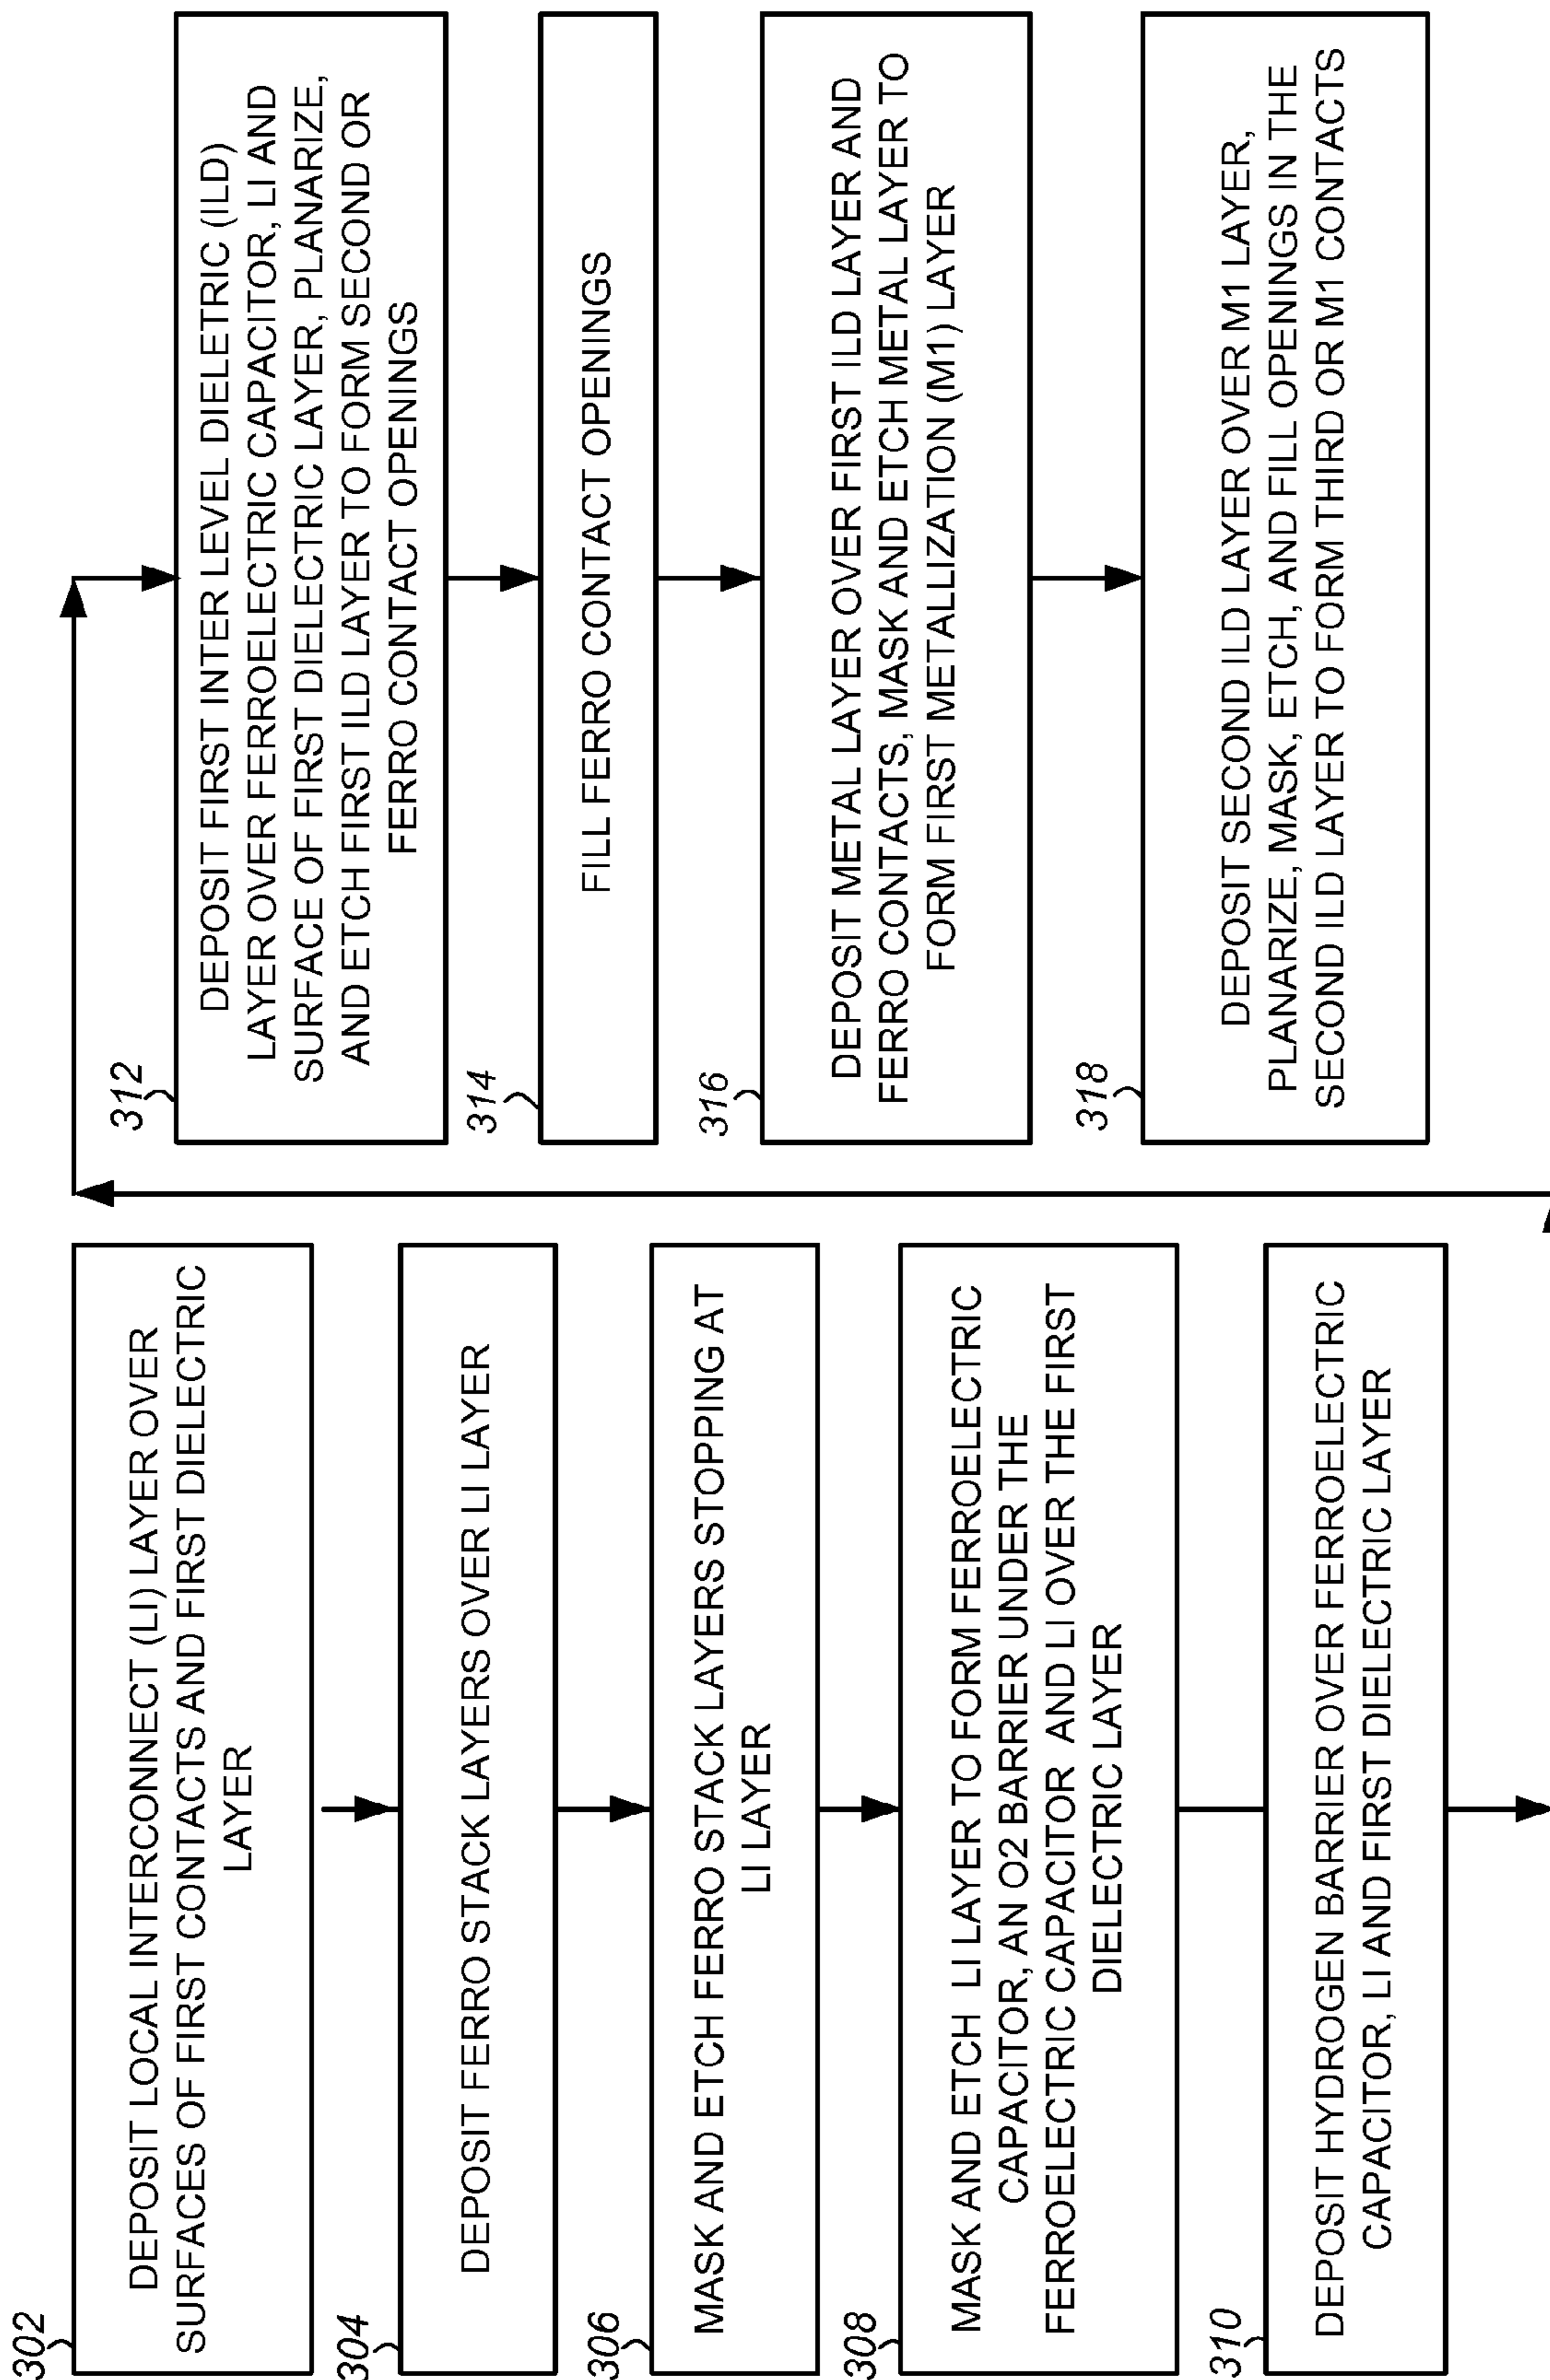 302
DEPOSIT LOCAL INTERCONNECT (LI) LAYER OVER
SURFACES OF FIRST CONTACTS AND FIRST DIELECTRIC
LAYER
304
DEPOSIT FERRO STACK LAYERS OVER LI LAYER
306
MASK AND ETCH FERRO STACK LAYERS STOPPING AT
LI LAYER
308
MASK AND ETCH LI LAYER TO FORM FERROELECTRIC
CAPACITOR, AN O2 BARRIER UNDER THE
FERROELECTRIC CAPACITOR AND LI OVER THE FIRST
DIELECTRIC LAYER
310
DEPOSIT HYDROGEN BARRIER OVER FERROELECTRIC
CAPACITOR, LI AND FIRST DIELECTRIC LAYER
312
DEPOSIT FIRST INTER LEVEL DIELETRIC (ILD)
LAYER OVER FERROELECTRIC CAPACITOR, LI AND
SURFACE OF FIRST DIELECTRIC LAYER, PLANARIZE,
AND ETCH FIRST ILD LAYER TO FORM SECOND OR
FERRO CONTACT OPENINGS
314
FILL FERRO CONTACT OPENINGS
316
DEPOSIT METAL LAYER OVER FIRST ILD LAYER AND
FERRO CONTACTS, MASK AND ETCH METAL LAYER TO
FORM FIRST METALLIZATION (M1) LAYER
318
DEPOSIT SECOND ILD LAYER OVER M1 LAYER,
PLANARIZE, MASK, ETCH, AND FILL OPENINGS IN THE
SECOND ILD LAYER TO FORM THIRD OR M1 CONTACTS